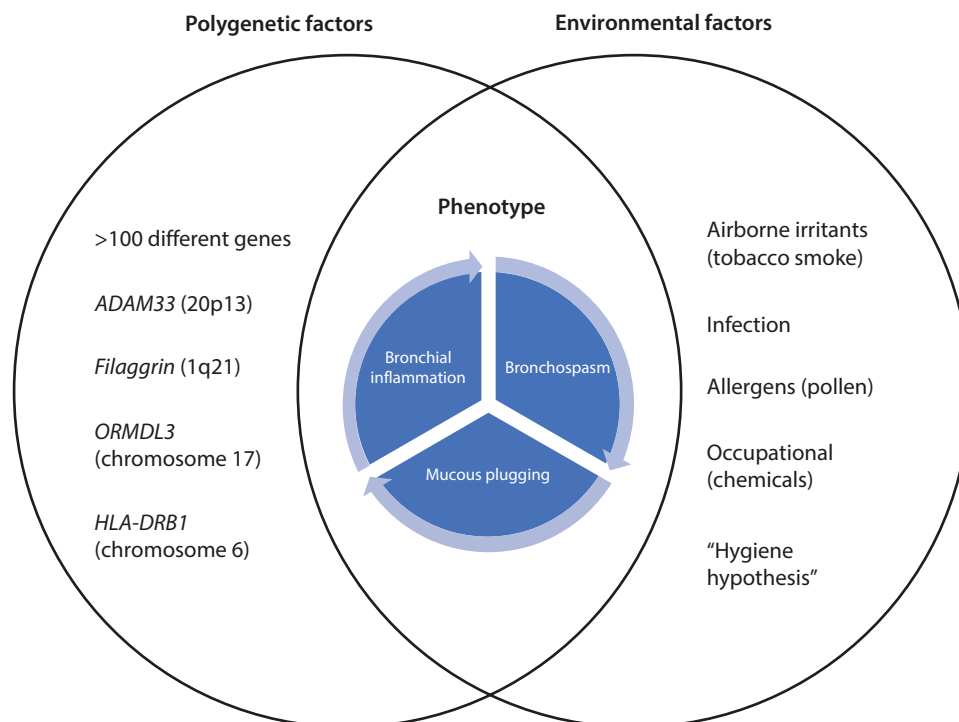 Polygenetic factors
Environmental factors
>100 different genes
ADAM33 (20p13)
Filaggrin (1q21)
ORMDL3
(chromosome 17)
HLA-DRB1
(chromosome 6)
Phenotype
Bronchial
inflammation
Bronchospasm
Mucous plugging
Airborne irritants
(tobacco smoke)
Infection
Allergens (pollen)
Occupational
(chemicals)
“Hygiene
hypothesis”